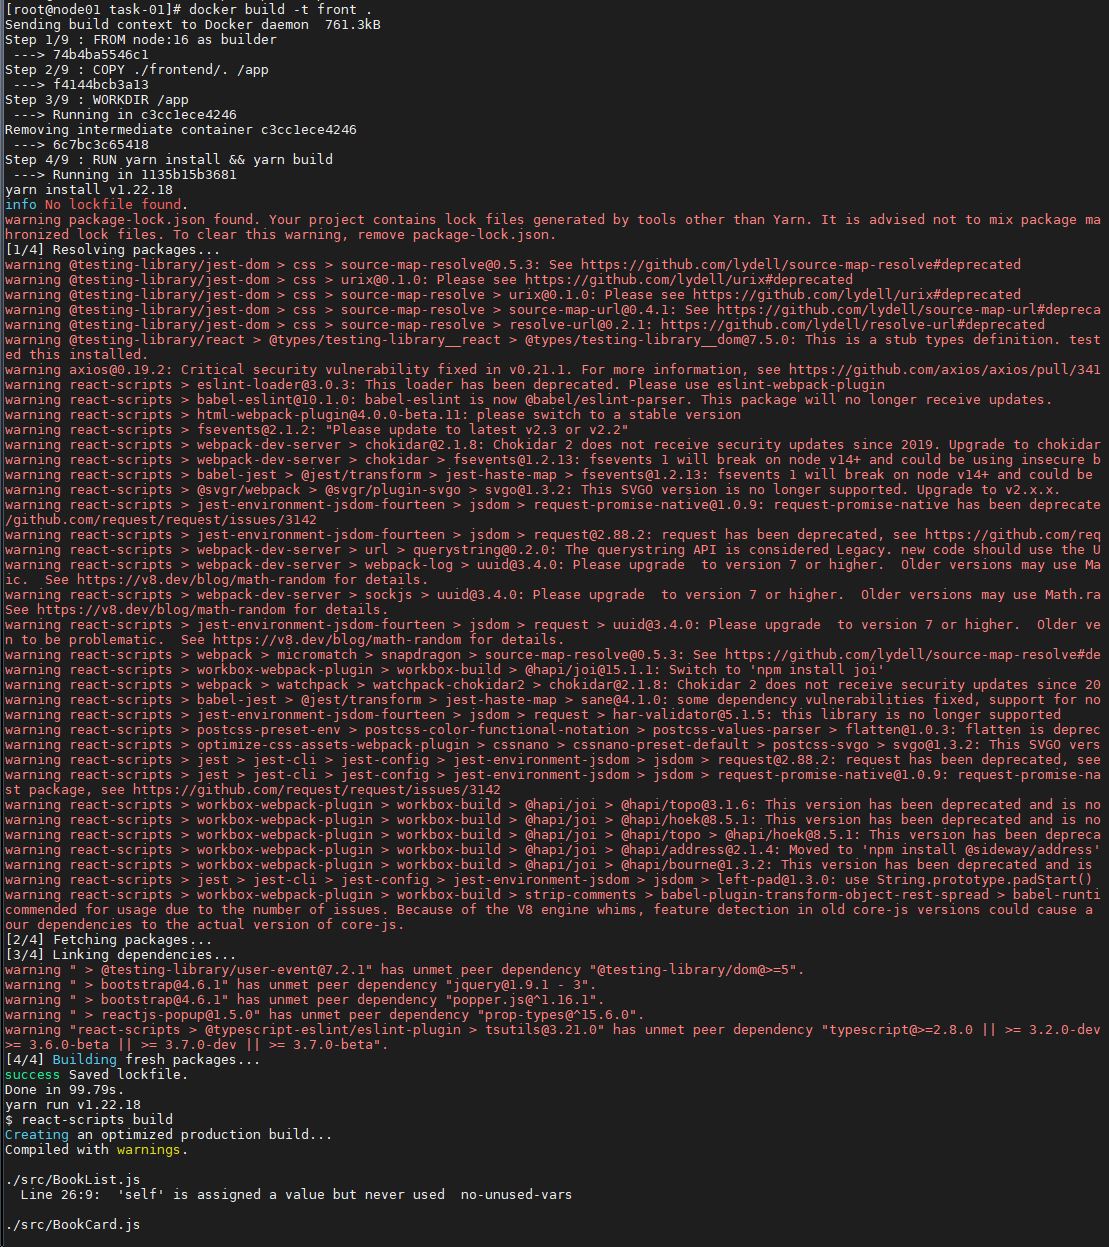 [root@node01 task-01]# docker build -t front .
Sending build context to Docker daemon  761.3kB
Step 1/9 : FROM node:16 as builder
 ---> 74b4ba5546c1
Step 2/9 : COPY ./frontend/. /app
 ---> f4144bcb3a13
Step 3/9 : WORKDIR /app
 ---> Running in c3cc1ece4246
Removing intermediate container c3cc1ece4246
 ---> 6c7bc3c65418
Step 4/9 : RUN yarn install && yarn build
 ---> Running in 1135b15b3681
yarn install v1.22.18
info No lockfile found.
warning package-lock.json found. Your project contains lock files generated by tools other than Yarn. It is advised not to mix package ma
hronized lock files. To clear this warning, remove package-lock.json.
[1/4] Resolving packages...
warning @testing-library/jest-dom > css > source-map-resolve@0.5.3: See https://github.com/lydell/source-map-resolve#deprecated
warning @testing-library/jest-dom > css > urix@0.1.0: Please see https://github.com/lydell/urix#deprecated
warning @testing-library/jest-dom > css > source-map-resolve > urix@0.1.0: Please see https://github.com/lydell/urix#deprecated
warning @testing-library/jest-dom > css > source-map-resolve > source-map-url@0.4.1: See https://github.com/lydell/source-map-url#depreca
warning @testing-library/jest-dom > css > source-map-resolve > resolve-url@0.2.1: https://github.com/lydell/resolve-url#deprecated
warning @testing-library/react > @types/testing-library__react > @types/testing-library__dom@7.5.0: This is a stub types definition. test
ed this installed.
warning axios@0.19.2: Critical security vulnerability fixed in v0.21.1. For more information, see https://github.com/axios/axios/pull/341
warning react-scripts > eslint-loader@3.0.3: This loader has been deprecated. Please use eslint-webpack-plugin
warning react-scripts > babel-eslint@10.1.0: babel-eslint is now @babel/eslint-parser. This package will no longer receive updates.
warning react-scripts > html-webpack-plugin@4.0.0-beta.11: please switch to a stable version
warning react-scripts > fsevents@2.1.2: "Please update to latest v2.3 or v2.2"
warning react-scripts > webpack-dev-server > chokidar@2.1.8: Chokidar 2 does not receive security updates since 2019. Upgrade to chokidar
warning react-scripts > webpack-dev-server > chokidar > fsevents@1.2.13: fsevents 1 will break on node v14+ and could be using insecure b
warning react-scripts > babel-jest > @jest/transform > jest-haste-map > fsevents@1.2.13: fsevents 1 will break on node v14+ and could be
warning react-scripts > @svgr/webpack > @svgr/plugin-svgo > svgo@1.3.2: This SVGO version is no longer supported. Upgrade to v2.x.x.
warning react-scripts > jest-environment-jsdom-fourteen > jsdom > request-promise-native@1.0.9: request-promise-native has been deprecate
/github.com/request/request/issues/3142
warning react-scripts > jest-environment-jsdom-fourteen > jsdom > request@2.88.2: request has been deprecated, see https://github.com/req
warning react-scripts > webpack-dev-server > url > querystring@0.2.0: The querystring API is considered Legacy. new code should use the U
warning react-scripts > webpack-dev-server > webpack-log > uuid@3.4.0: Please upgrade  to version 7 or higher.  Older versions may use Ma
ic.  See https://v8.dev/blog/math-random for details.
warning react-scripts > webpack-dev-server > sockjs > uuid@3.4.0: Please upgrade  to version 7 or higher.  Older versions may use Math.ra
See https://v8.dev/blog/math-random for details.
warning react-scripts > jest-environment-jsdom-fourteen > jsdom > request > uuid@3.4.0: Please upgrade  to version 7 or higher.  Older ve
n to be problematic.  See https://v8.dev/blog/math-random for details.
warning react-scripts > webpack > micromatch > snapdragon > source-map-resolve@0.5.3: See https://github.com/lydell/source-map-resolve#de
warning react-scripts > workbox-webpack-plugin > workbox-build > @hapi/joi@15.1.1: Switch to 'npm install joi'
warning react-scripts > webpack > watchpack > watchpack-chokidar2 > chokidar@2.1.8: Chokidar 2 does not receive security updates since 20
warning react-scripts > babel-jest > @jest/transform > jest-haste-map > sane@4.1.0: some dependency vulnerabilities fixed, support for no
warning react-scripts > jest-environment-jsdom-fourteen > jsdom > request > har-validator@5.1.5: this library is no longer supported
warning react-scripts > postcss-preset-env > postcss-color-functional-notation > postcss-values-parser > flatten@1.0.3: flatten is deprec
warning react-scripts > optimize-css-assets-webpack-plugin > cssnano > cssnano-preset-default > postcss-svgo > svgo@1.3.2: This SVGO vers
warning react-scripts > jest > jest-cli > jest-config > jest-environment-jsdom > jsdom > request@2.88.2: request has been deprecated, see
warning react-scripts > jest > jest-cli > jest-config > jest-environment-jsdom > jsdom > request-promise-native@1.0.9: request-promise-na
st package, see https://github.com/request/request/issues/3142
warning react-scripts > workbox-webpack-plugin > workbox-build > @hapi/joi > @hapi/topo@3.1.6: This version has been deprecated and is no
warning react-scripts > workbox-webpack-plugin > workbox-build > @hapi/joi > @hapi/hoek@8.5.1: This version has been deprecated and is no
warning react-scripts > workbox-webpack-plugin > workbox-build > @hapi/joi > @hapi/topo > @hapi/hoek@8.5.1: This version has been depreca
warning react-scripts > workbox-webpack-plugin > workbox-build > @hapi/joi > @hapi/address@2.1.4: Moved to 'npm install @sideway/address'
warning react-scripts > workbox-webpack-plugin > workbox-build > @hapi/joi > @hapi/bourne@1.3.2: This version has been deprecated and is
warning react-scripts > jest > jest-cli > jest-config > jest-environment-jsdom > jsdom > left-pad@1.3.0: use String.prototype.padStart()
warning react-scripts > workbox-webpack-plugin > workbox-build > strip-comments > babel-plugin-transform-object-rest-spread > babel-runti
commended for usage due to the number of issues. Because of the V8 engine whims, feature detection in old core-js versions could cause a
our dependencies to the actual version of core-js.
[2/4] Fetching packages...
[3/4] Linking dependencies...
warning " > @testing-library/user-event@7.2.1" has unmet peer dependency "@testing-library/dom@>=5".
warning " > bootstrap@4.6.1" has unmet peer dependency "jquery@1.9.1 - 3".
warning " > bootstrap@4.6.1" has unmet peer dependency "popper.js@^1.16.1".
warning " > reactjs-popup@1.5.0" has unmet peer dependency "prop-types@^15.6.0".
warning "react-scripts > @typescript-eslint/eslint-plugin > tsutils@3.21.0" has unmet peer dependency "typescript@>=2.8.0 || >= 3.2.0-dev
>= 3.6.0-beta || >= 3.7.0-dev || >= 3.7.0-beta".
[4/4] Building fresh packages...
success Saved lockfile.
Done in 99.79s.
yarn run v1.22.18
$ react-scripts build
Creating an optimized production build...
Compiled with warnings.
./src/BookList.js
  Line 26:9:  'self' is assigned a value but never used  no-unused-vars
./src/BookCard.js